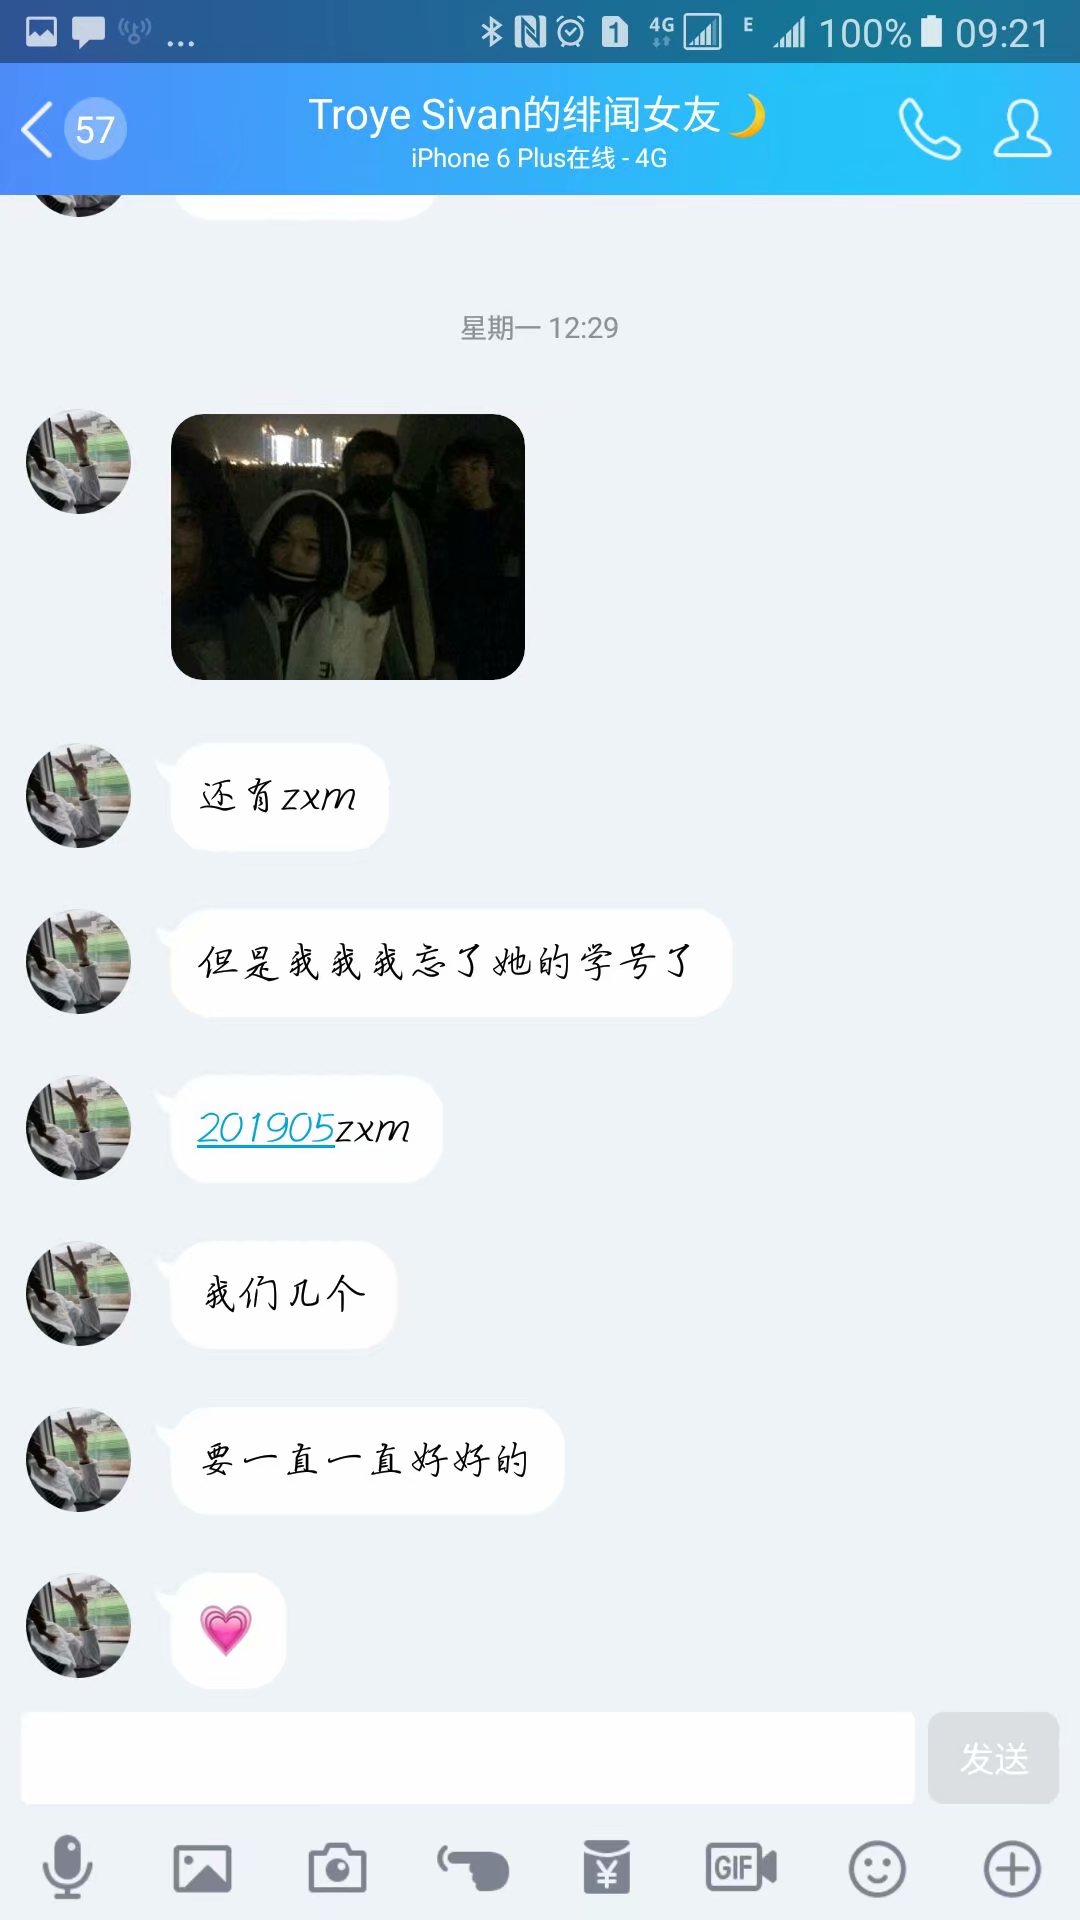 4G E 100% 09:21
57
Troye Sivan的绯闻女友🌙
iPhone 6 Plus在线 - 4G
星期一 12:29
还有zxm
但是我我我忘了她的学号了
201905zxm
我们几个
要一直一直好好的
💗
发送
GIF